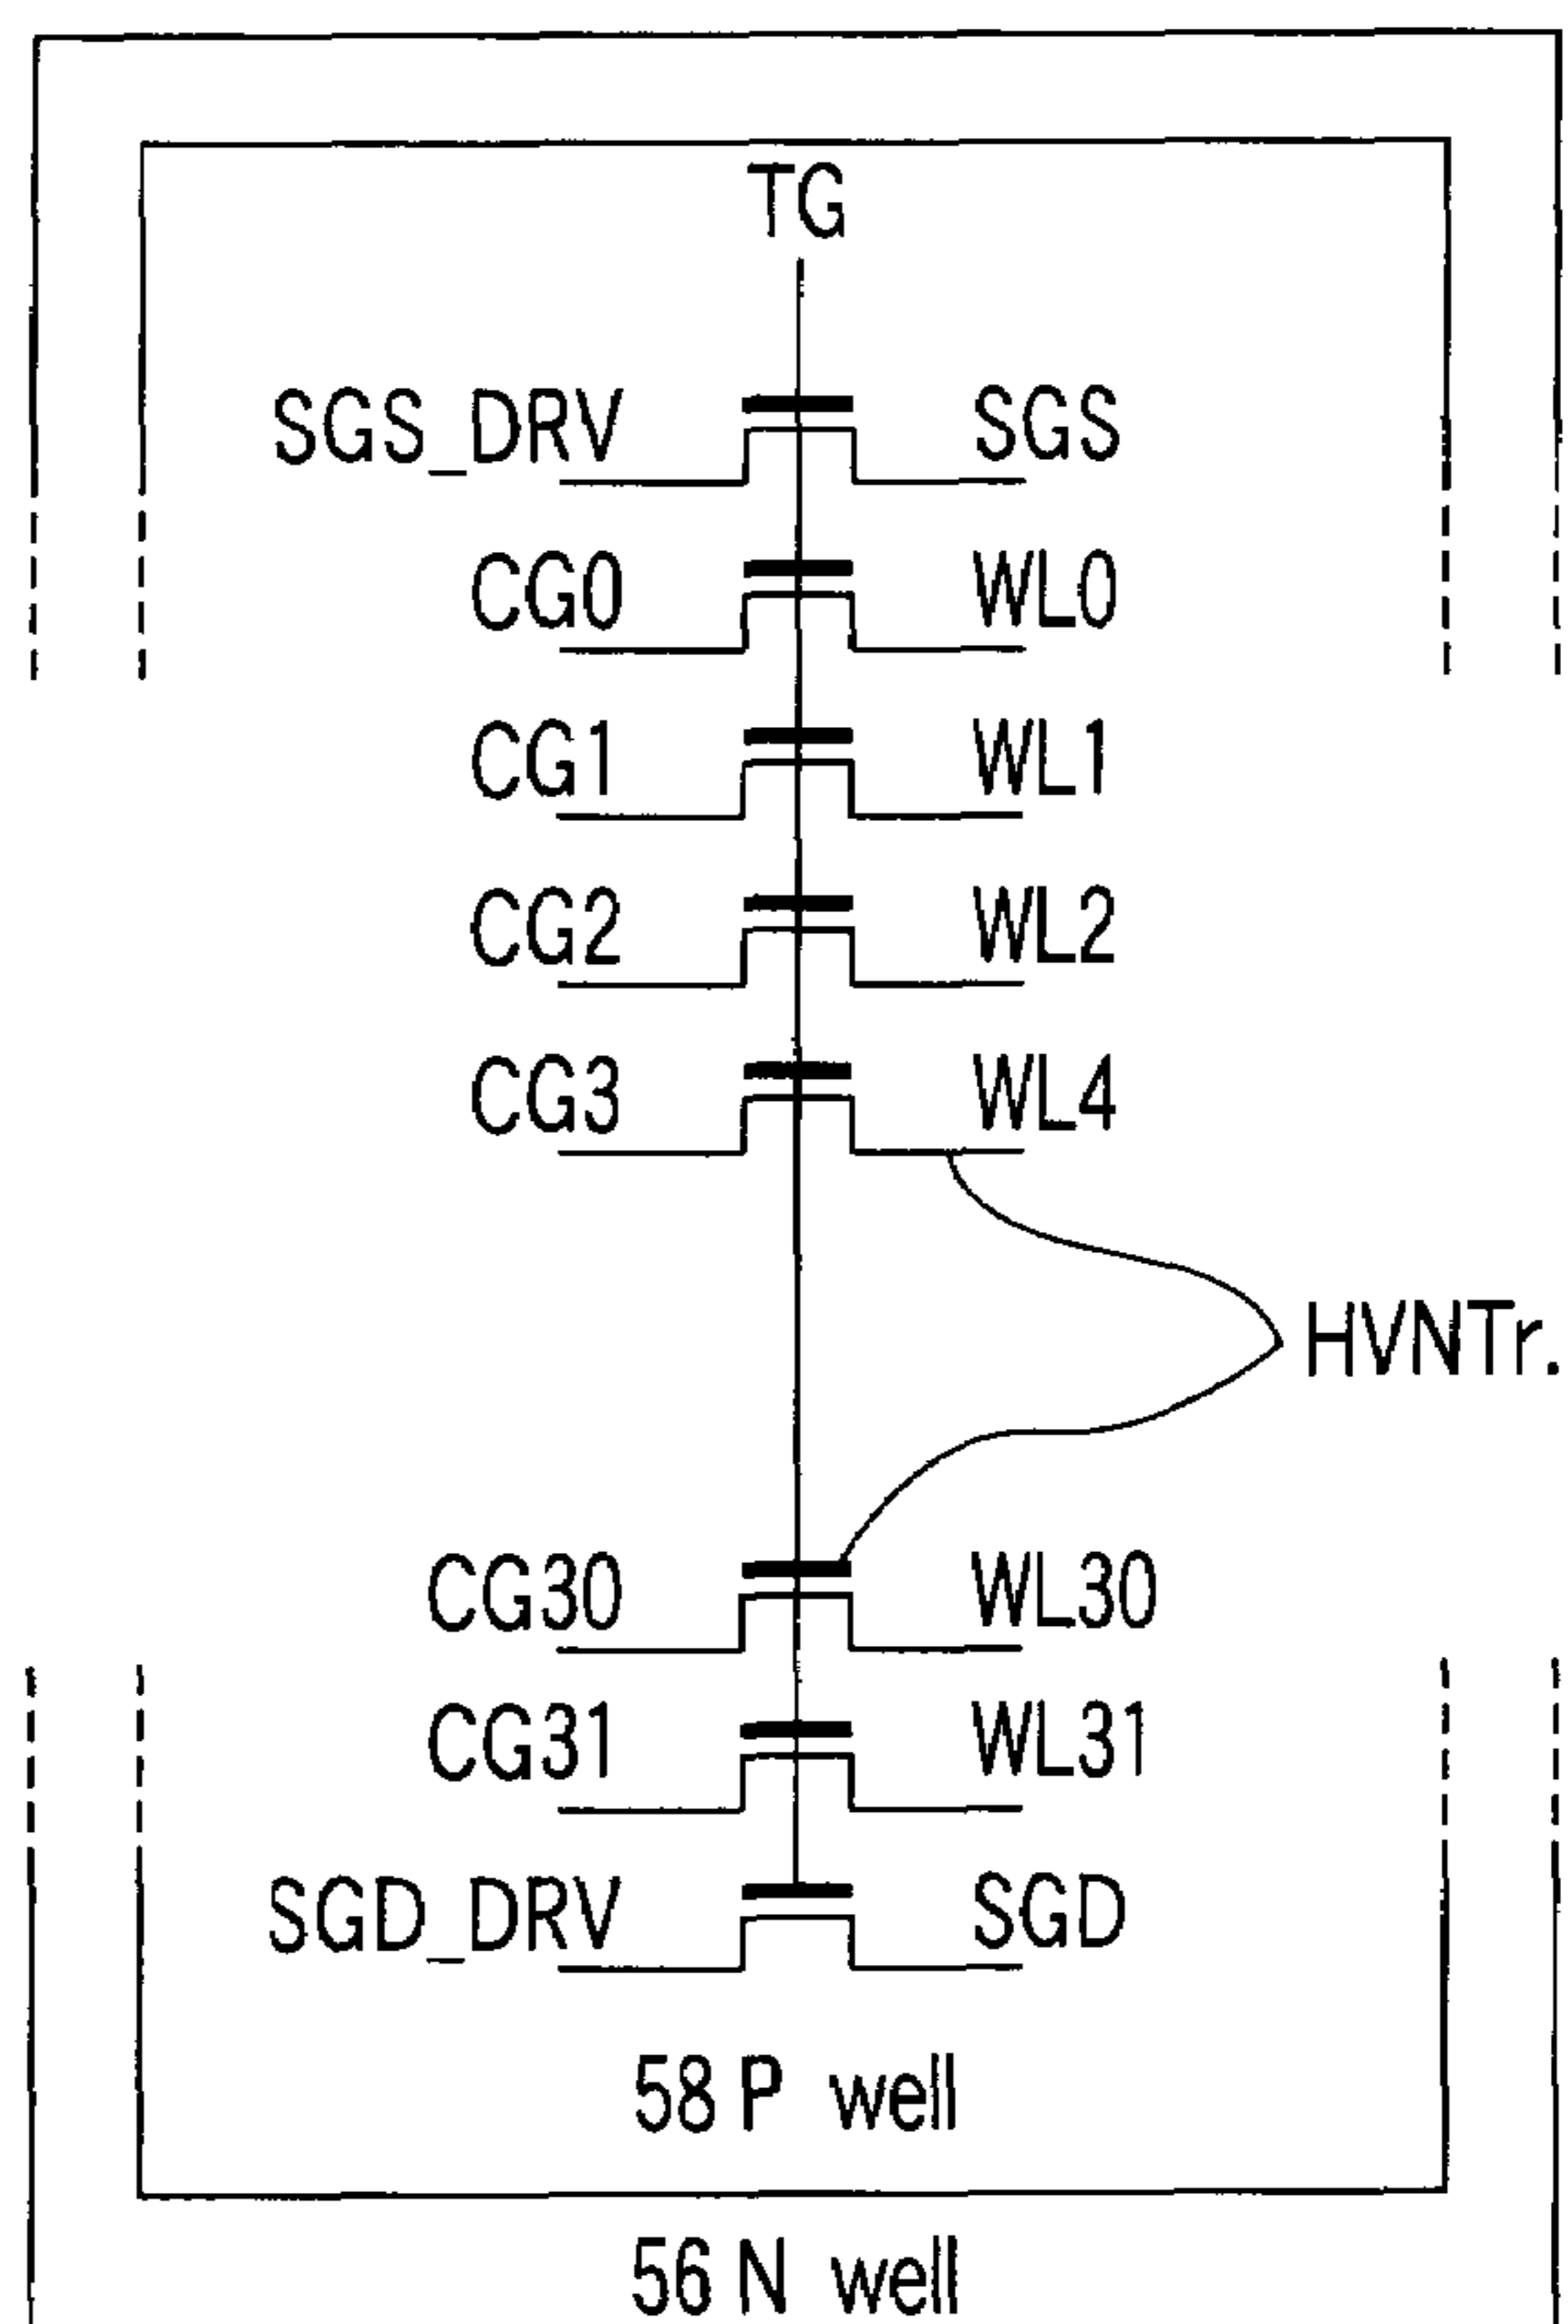 TG
SGS_DRV SGS
CG0 WL0
CG1 WL1
CG2 WL2
CG3 WL4
HVNTr.
CG30 WL30
CG31 WL31
SGD_DRV SGD
58 P well
56 N well